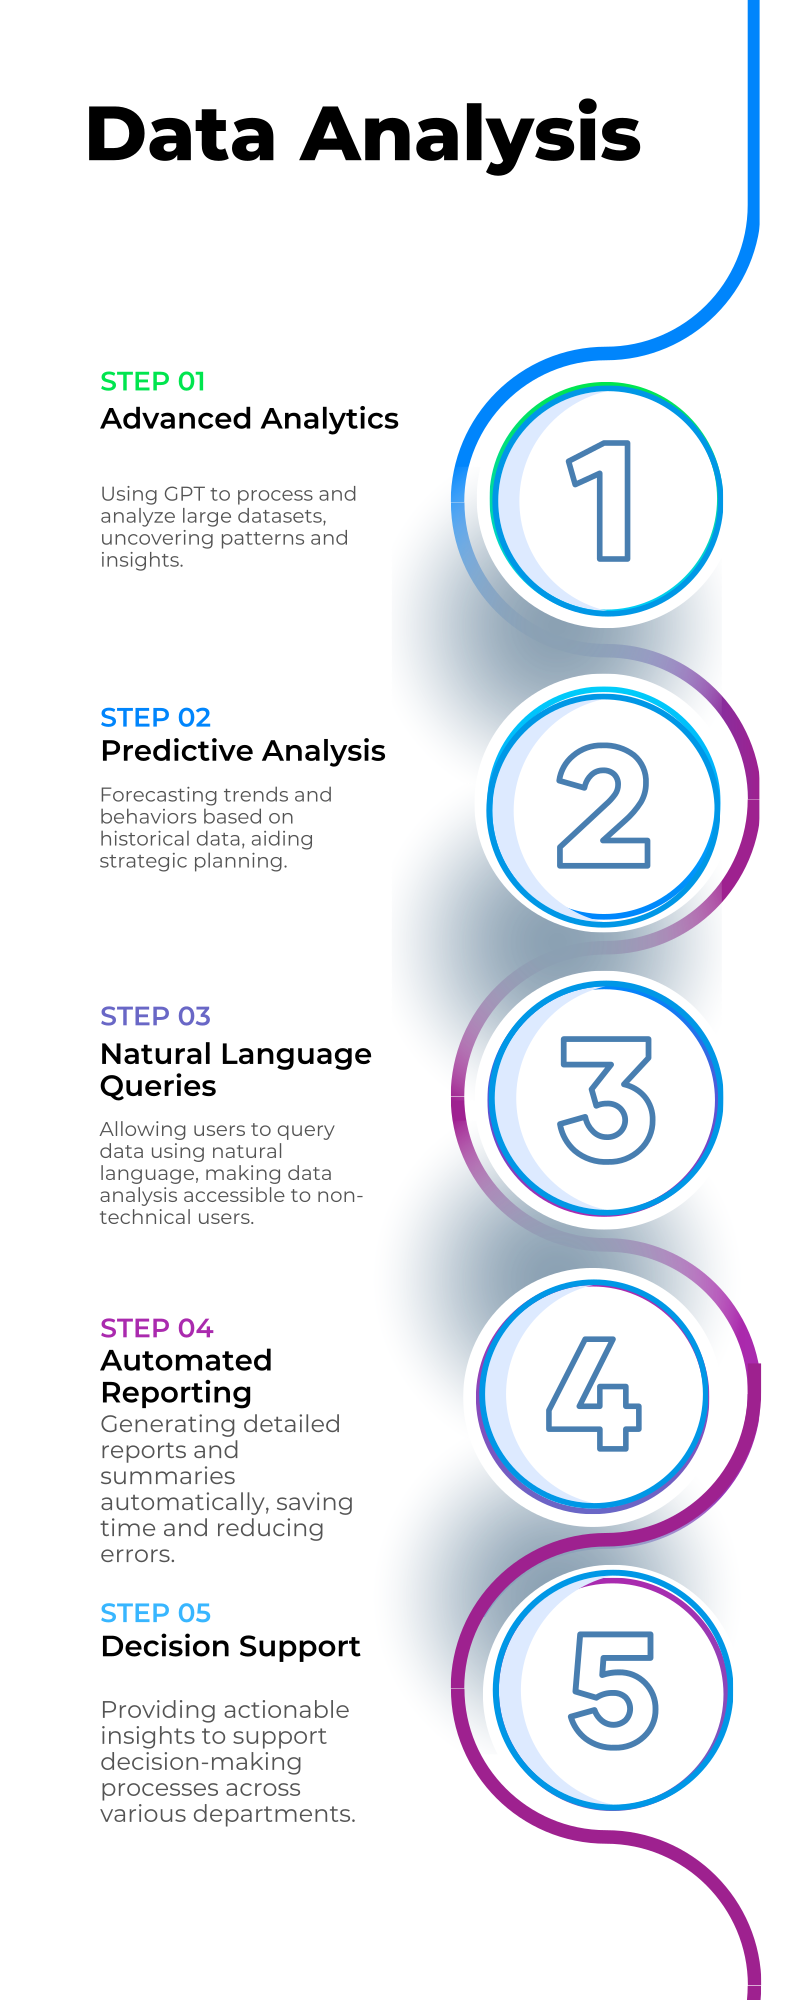 Data Analysis
STEP 01
Advanced Analytics
Using GPT to process and
analyze large datasets,
uncovering patterns and
insights.
1
STEP 02
Predictive Analysis
Forecasting trends and
behaviors based on
historical data, aiding
strategic planning.
2
STEP 03
Natural Language
Queries
Allowing users to query
data using natural
language, making data
analysis accessible to non-
technical users.
3
STEP 04
Automated
Reporting
Generating detailed
reports and
summaries
automatically, saving
time and reducing
errors.
4
STEP 05
Decision Support
Providing actionable
insights to support
decision-making
processes across
various departments.
5